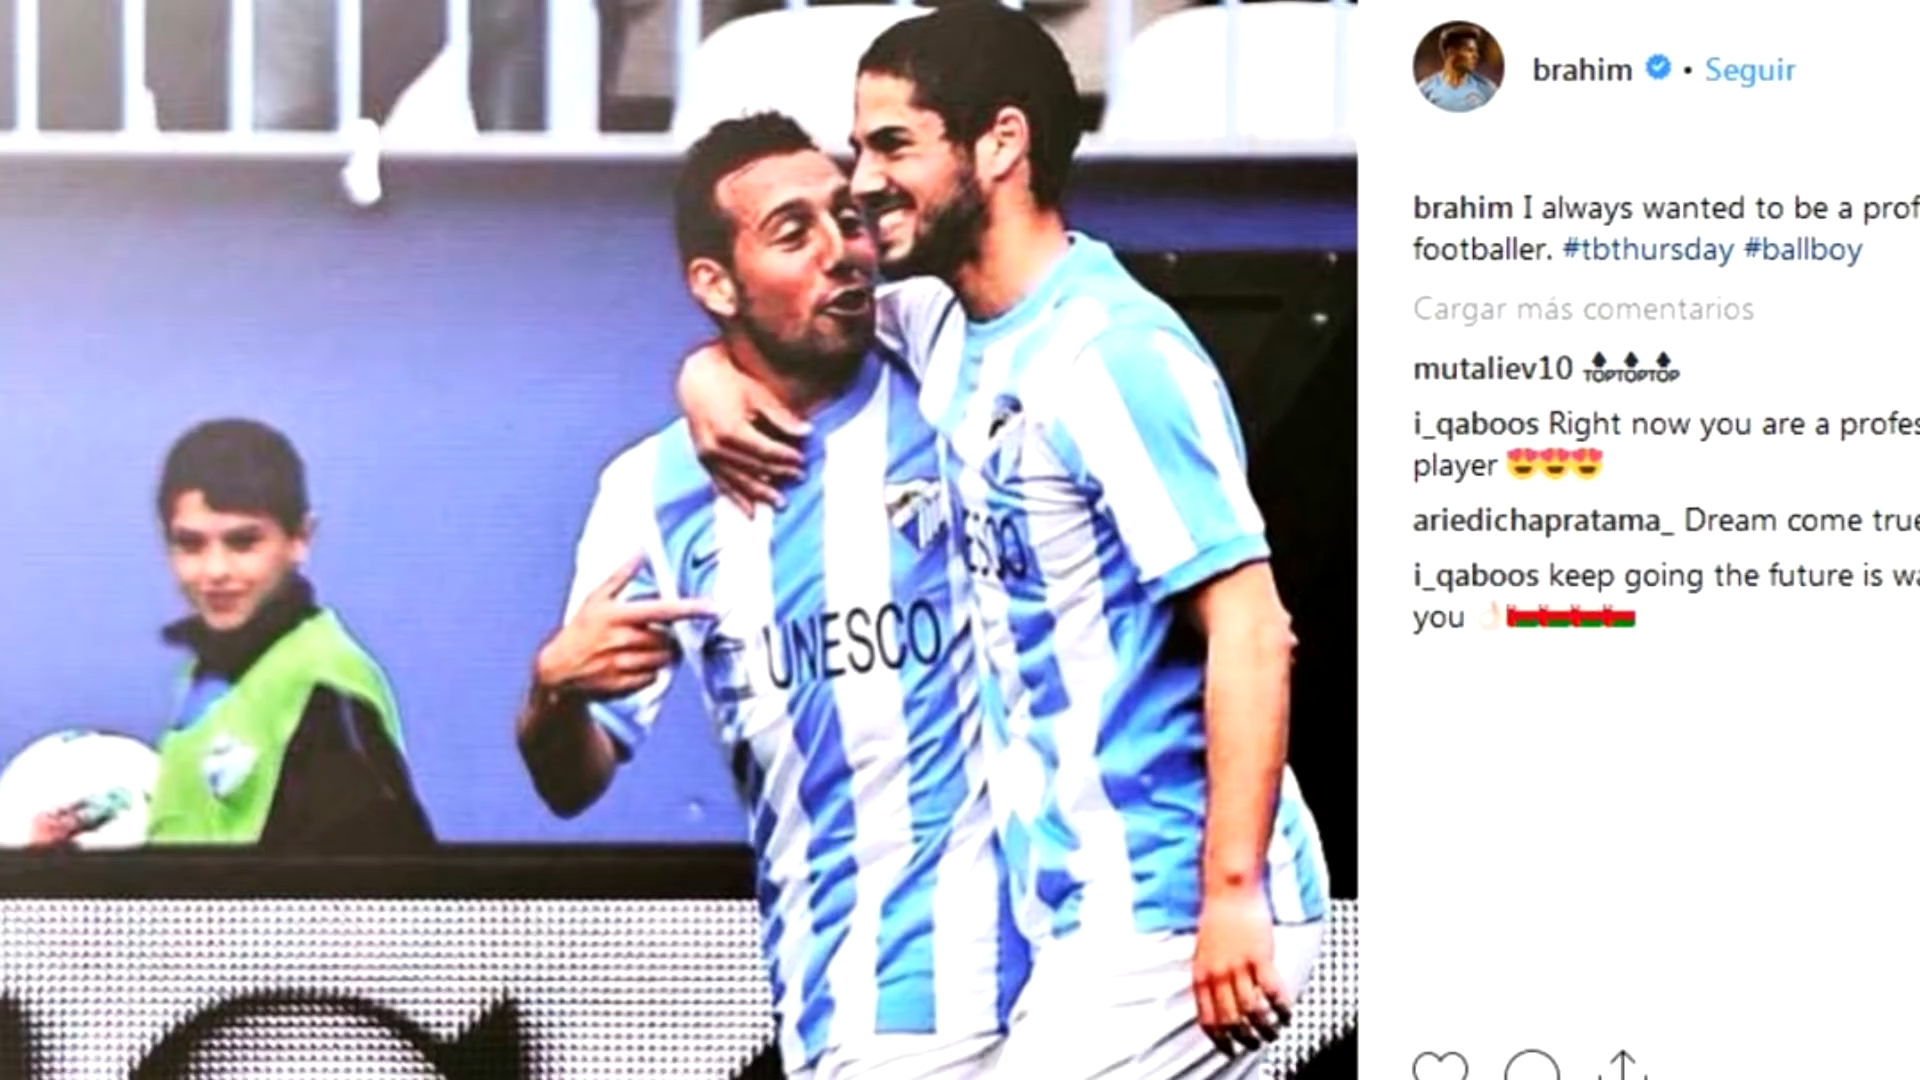 brahim • Seguir
brahim I always wanted to be a prof
footballer. #tbthursday #ballboy
Cargar más comentarios
mutaliev10 🔝🔝🔝
i_qaboos Right now you are a profes
player 😍😍😍
ariedichapratama_ Dream come true
i_qaboos keep going the future is wa
you 👌🏻🇴🇲🇴🇲🇴🇲🇴🇲
UNESCO
ESCO